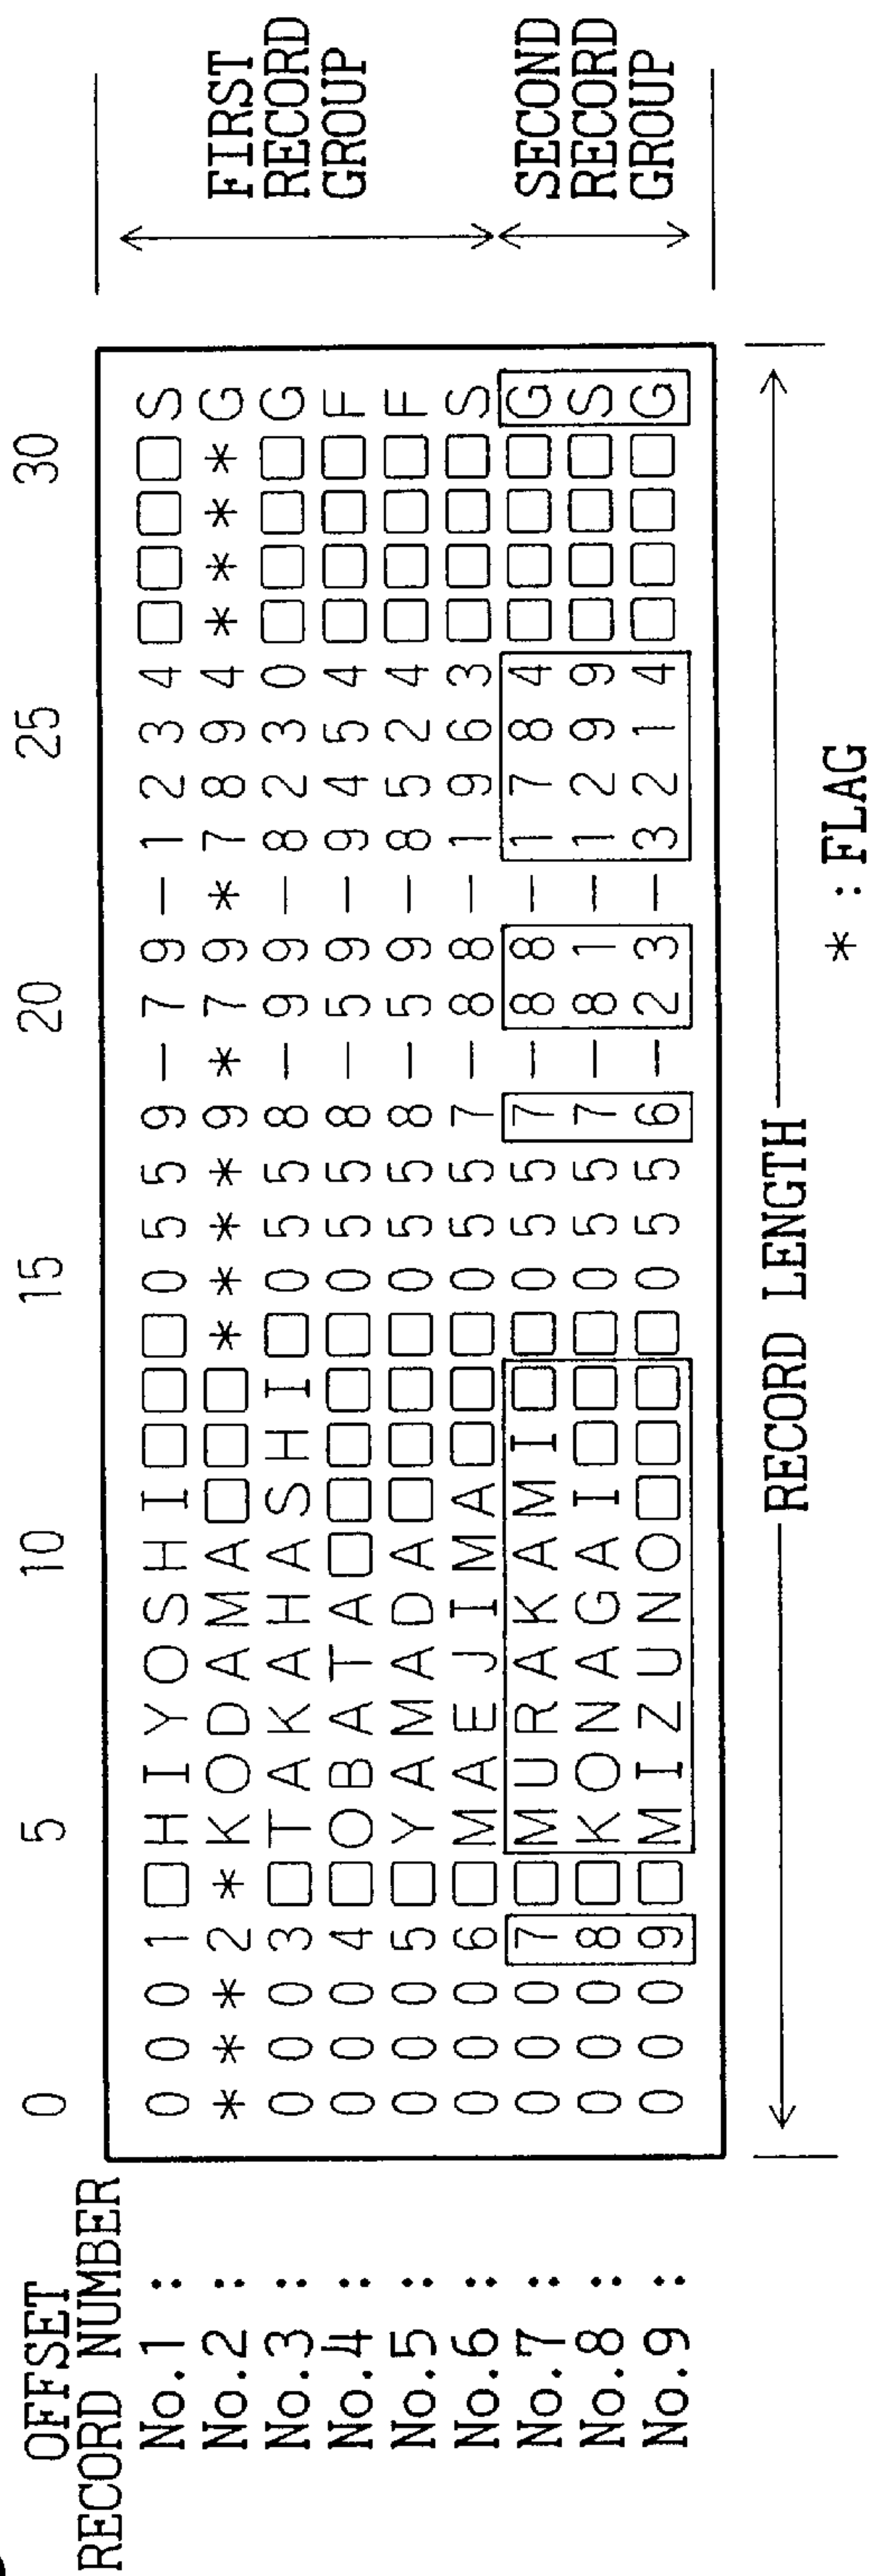 OFFSET 0 5 10 15 20 25 30
RECORD NUMBER
No.1 : 0001□HIYOSHI□□□0559-79-1234□□□□S
No.2 : ***2*KODAMA□□□****9*79*7894****G
No.3 : 0003□TAKAHASHI□0558-99-8230□□□□G
No.4 : 0004□OBATA□□□□□0558-59-9454□□□□F
No.5 : 0005□YAMADA□□□□0558-59-8524□□□□F
No.6 : 0006□MAEJIMA□□□0557-88-1963□□□□S
No.7 : 0007□MURAKAMI□□0557-88-1784□□□□G
No.8 : 0008□KONAGAI□□□0557-81-1299□□□□S
No.9 : 0009□MIZUNO□□□□0556-23-3214□□□□G
FIRST
RECORD
GROUP
SECOND
RECORD
GROUP
RECORD LENGTH
* : FLAG